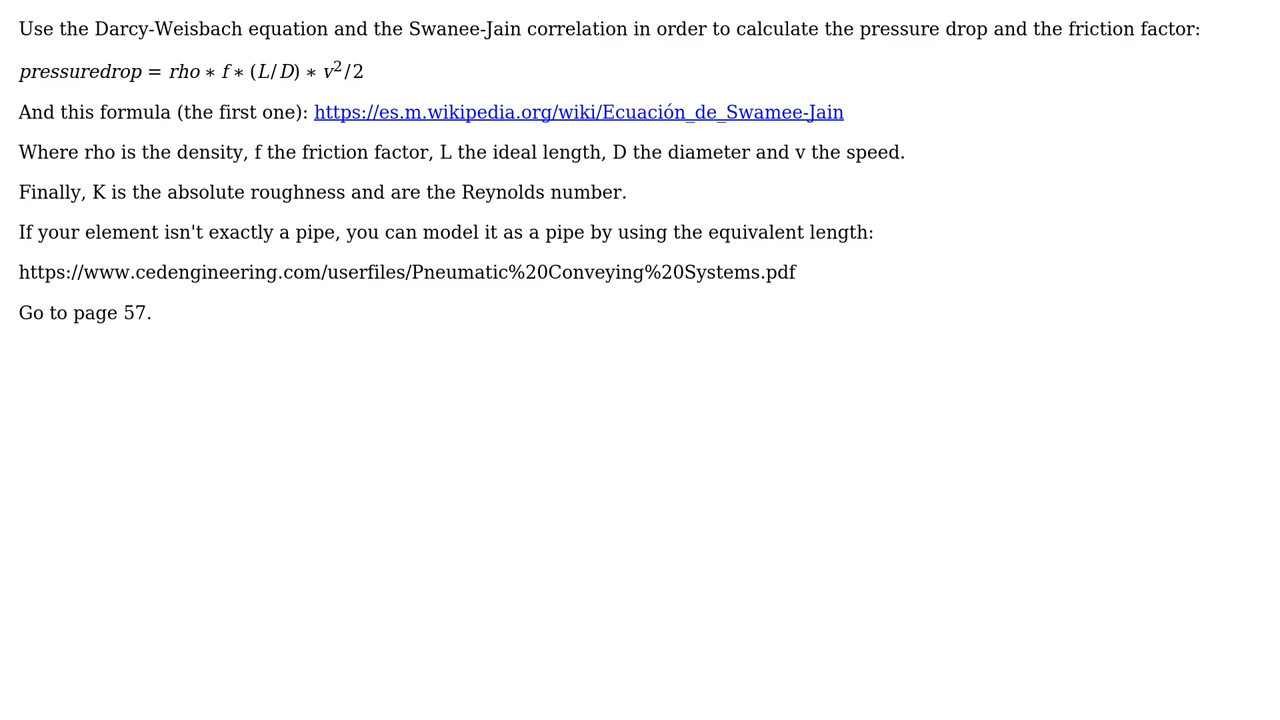 Use the Darcy-Weisbach equation and the Swanee-Jain correlation in order to calculate the pressure drop and the friction factor:
pressuredrop = rho ∗ f ∗ (L/D) ∗ v²/2
And this formula (the first one): https://es.m.wikipedia.org/wiki/Ecuación_de_Swamee-Jain
Where rho is the density, f the friction factor, L the ideal length, D the diameter and v the speed.
Finally, K is the absolute roughness and are the Reynolds number.
If your element isn't exactly a pipe, you can model it as a pipe by using the equivalent length:
https://www.cedengineering.com/userfiles/Pneumatic%20Conveying%20Systems.pdf
Go to page 57.